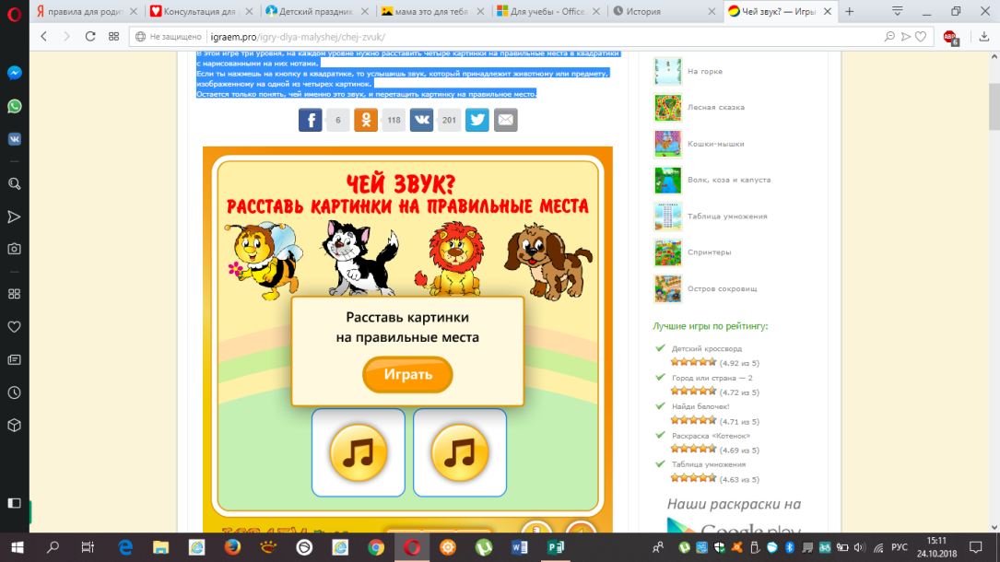 правила для родит
Консультация для
Детский праздник
мама это для тебя
Для учебы - Office
История
Чей звук? — Игры
Не защищено
igraem.pro/igry-dlya-malyshej/chej-zvuk/
ABP
6
В этой игре три уровня, на каждом уровне нужно расставить четыре картинки на правильные места в квадратики
с нарисованными на них нотами.
Если ты нажмешь на кнопку в квадратике, то услышишь звук, который принадлежит животному или предмету,
изображенному на одной из четырех картинок.
Остается только понять, чей именно это звук, и перетащить картинку на правильное место.
6
118
201
ЧЕЙ ЗВУК?
РАССТАВЬ КАРТИНКИ НА ПРАВИЛЬНЫЕ МЕСТА
Расставь картинки
на правильные места
Играть
На горке
Лесная сказка
Кошки-мышки
Волк, коза и капуста
Таблица умножения
Спринтеры
Остров сокровищ
Лучшие игры по рейтингу:
Детский кроссворд
(4.92 из 5)
Город или страна — 2
(4.72 из 5)
Найди белочек!
(4.71 из 5)
Раскраска «Котенок»
(4.69 из 5)
Таблица умножения
(4.63 из 5)
Наши раскраски на
Google play
РУС
15:11
24.10.2018